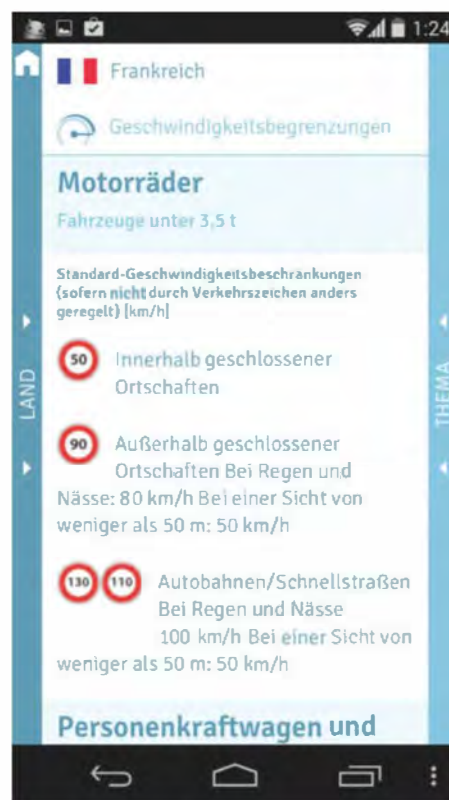 1:24
Frankreich
Geschwindigkeitsbegrenzungen
Motorräder
Fahrzeuge unter 3,5 t
Standard-Geschwindigkeitsbeschränkungen
(sofern nicht durch Verkehrszeichen anders
geregelt) [km/h]
50 Innerhalb geschlossener
Ortschaften
90 Außerhalb geschlossener
Ortschaften Bei Regen und
Nässe: 80 km/h Bei einer Sicht von
weniger als 50 m: 50 km/h
130 110 Autobahnen/Schnellstraßen
Bei Regen und Nässe
100 km/h Bei einer Sicht von
weniger als 50 m: 50 km/h
Personenkraftwagen und
LAND
THEMA